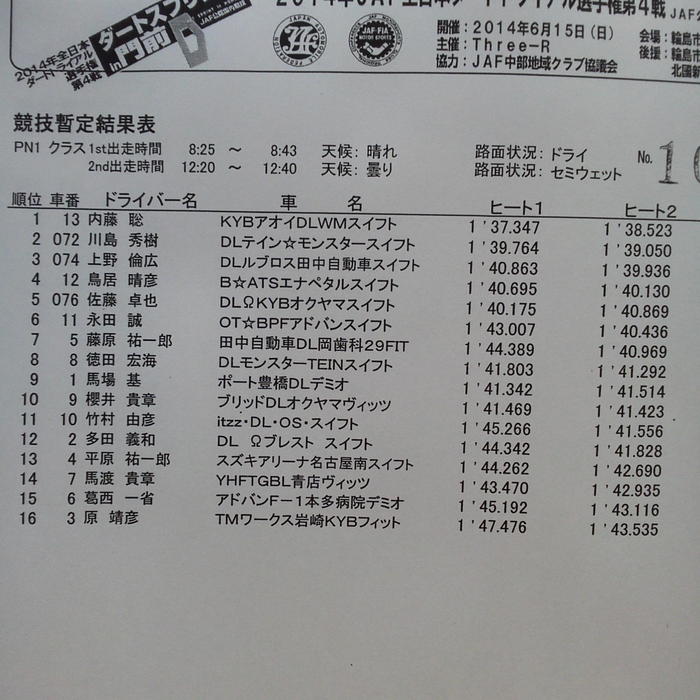 2014年JAF全日本ダートトライアル選手権第4戦 JAF公
2014年全日本
ダートトライアル
選手権
第4戦
ダートスプ
in門前
JAF公認国内競技
JAF-FIA
MOTOR SPORTS
開催：2014年6月15日（日）
主催：Three-R
協力：JAF中部地域クラブ協議会
会場：輪島市
後援：輪島市
北國新
競技暫定結果表
PN1 クラス 1st出走時間 8:25 ～ 8:43 天候：晴れ 路面状況：ドライ
2nd出走時間 12:20 ～ 12:40 天候：曇り 路面状況：セミウェット
No. 1
順位 車番 ドライバー名 車 名 ヒート1 ヒート2
1 13 内藤 聡 KYBアオイDLWMスイフト 1'37.347 1'38.523
2 072 川島 秀樹 DLテイン☆モンスタースイフト 1'39.764 1'39.050
3 074 上野 倫広 DLルブロス田中自動車スイフト 1'40.863 1'39.936
4 12 鳥居 晴彦 B☆ATSエナペタルスイフト 1'40.695 1'40.130
5 076 佐藤 卓也 DLΩKYBオクヤマスイフト 1'40.175 1'40.869
6 11 永田 誠 OT☆BPFアドバンスイフト 1'43.007 1'40.436
7 5 藤原 祐一郎 田中自動車DL岡歯科29FIT 1'44.389 1'40.969
8 8 徳田 宏海 DLモンスターTEINスイフト 1'41.803 1'41.292
9 1 馬場 基 ポート豊橋DLデミオ 1'41.342 1'41.514
10 9 櫻井 貴章 ブリッドDLオクヤマヴィッツ 1'41.469 1'41.423
11 10 竹村 由彦 itzz・DL・OS・スイフト 1'45.266 1'41.556
12 2 多田 義和 DL Ωブレスト スイフト 1'44.342 1'41.828
13 4 平原 祐一郎 スズキアリーナ名古屋南スイフト 1'44.262 1'42.690
14 7 馬渡 貴章 YHFTGBL青店ヴィッツ 1'43.470 1'42.935
15 6 葛西 一省 アドバンF－1本多病院デミオ 1'45.192 1'43.116
16 3 原 靖彦 TMワークス岩崎KYBフィット 1'47.476 1'43.535